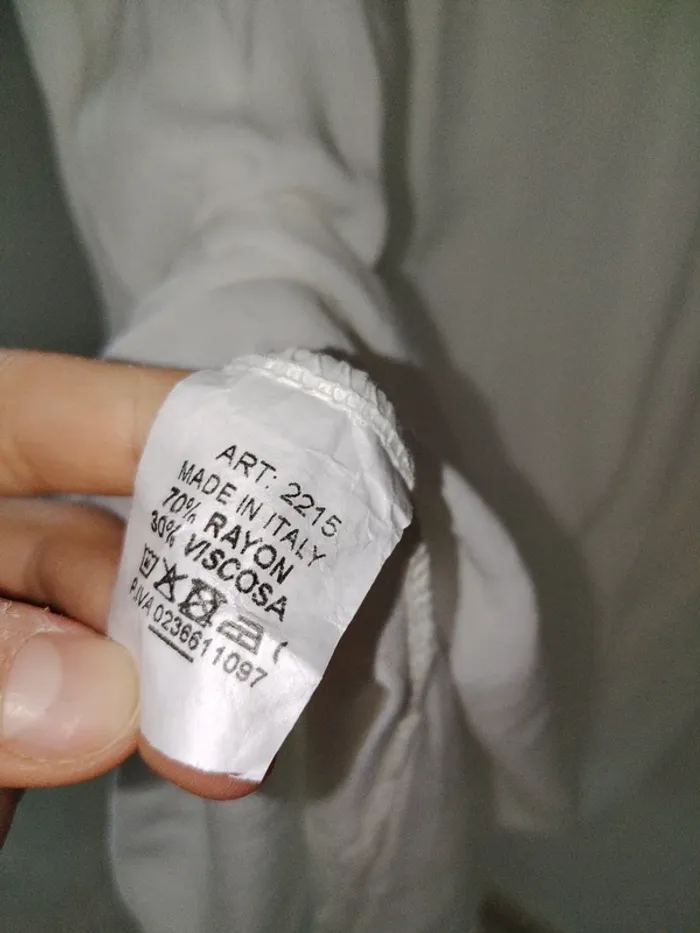 ART: 2215
MADE IN ITALY
70% RAYON
30% VISCOSA
P.IVA 0236611097